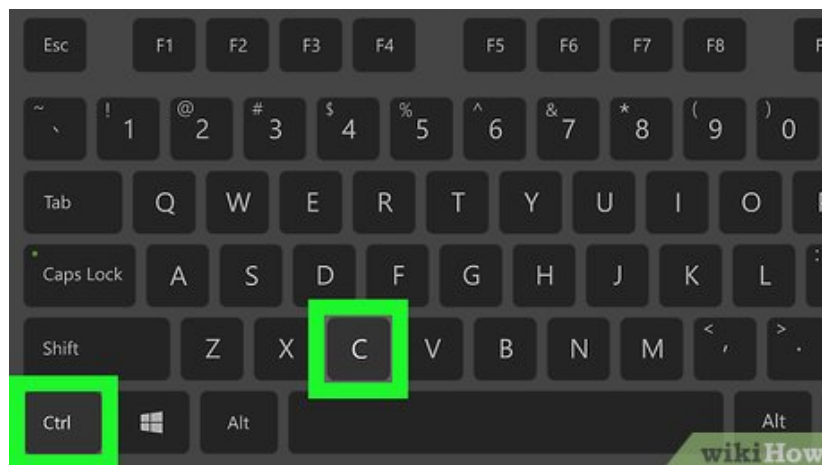 Esc F1 F2 F3 F4 F5 F6 F7 F8 F
~ ` ! 1 @ 2 # 3 $ 4 % 5 ^ 6 & 7 * 8 ( 9 ) 0
Tab Q W E R T Y U I O
Caps Lock A S D F G H J K L :
Shift Z X C V B N M < , > .
Ctrl Alt Alt
wikiHow